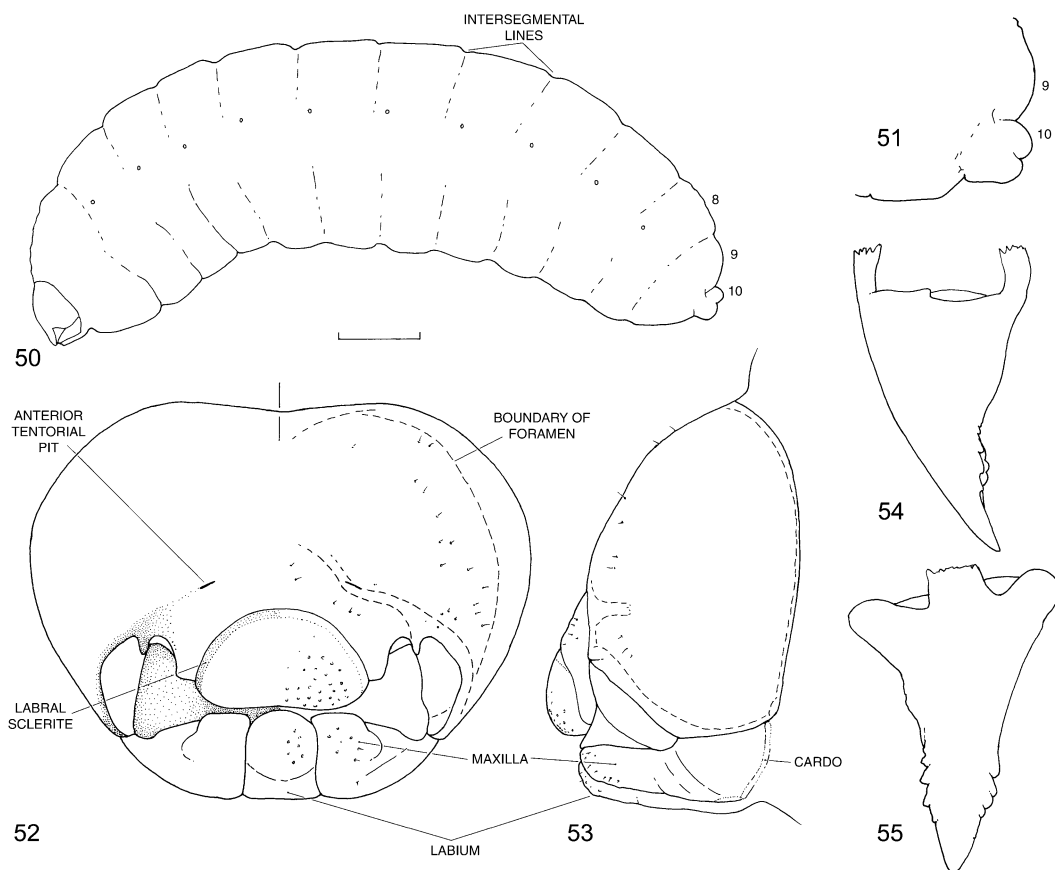 INTERSEGMENTAL
LINES
8
9
10
50
9
10
51
54
ANTERIOR
TENTORIAL
PIT
BOUNDARY OF
FORAMEN
LABRAL
SCLERITE
MAXILLA
CARDO
LABIUM
52
53
55